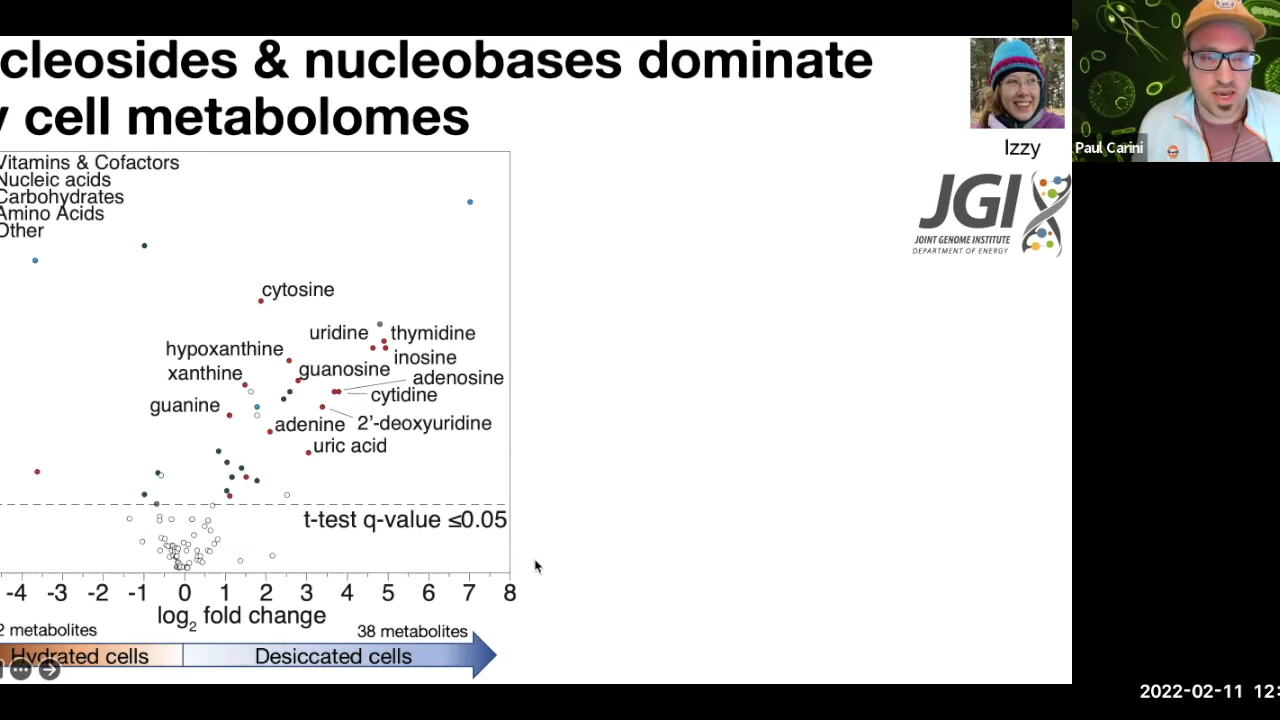 cleosides & nucleobases dominate
y cell metabolomes
Vitamins & Cofactors
Nucleic acids
Carbohydrates
Amino Acids
Other
cytosine
uridine
thymidine
hypoxanthine
inosine
xanthine
guanosine
adenosine
cytidine
guanine
adenine
2’-deoxyuridine
uric acid
t-test q-value ≤0.05
-4 -3 -2 -1 0 1 2 3 4 5 6 7 8
log2 fold change
2 metabolites
38 metabolites
Hydrated cells
Desiccated cells
Izzy
JGI
JOINT GENOME INSTITUTE
DEPARTMENT OF ENERGY
Paul Carini
2022-02-11 12: